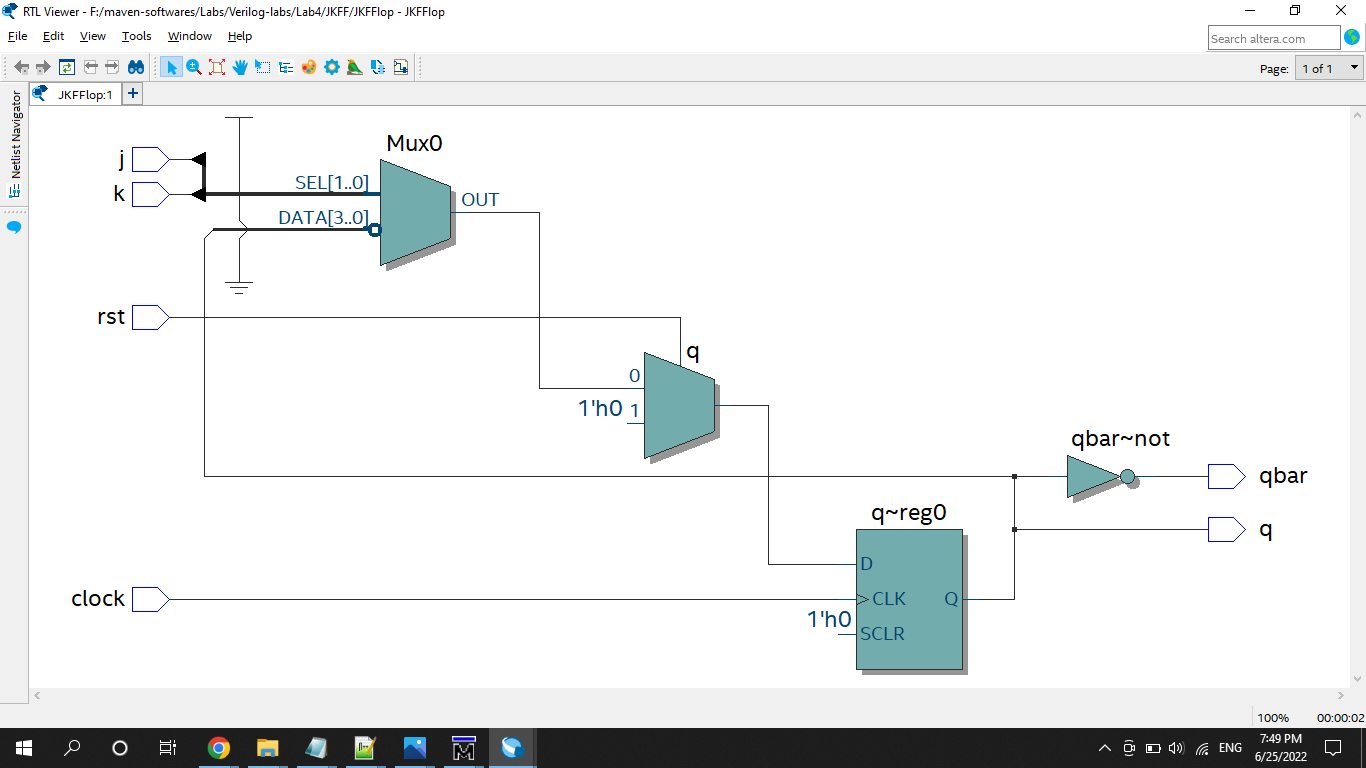 RTL Viewer - F:/maven-softwares/Labs/Verilog-labs/Lab4/JKFF/JKFFlop - JKFFlop
File Edit View Tools Window Help
Search altera.com
Page: 1 of 1
JKFFlop:1
Netlist Navigator
Mux0
j
SEL[1..0]
k
OUT
DATA[3..0]
rst
q
0
1'h0 1
qbar~not
qbar
q~reg0
q
D
clock
CLK Q
1'h0
SCLR
100% 00:00:02
ENG
7:49 PM
6/25/2022